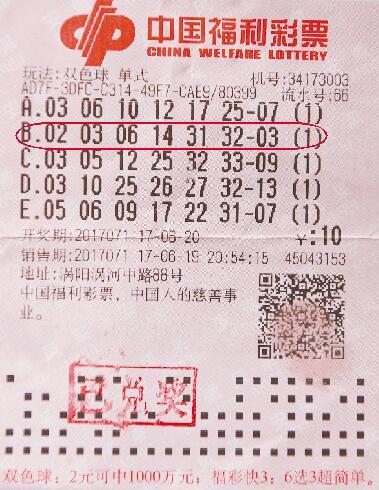 中国福利彩票
CHINA WELFARE LOTTERY
玩法:双色球 单式 机号:34173003
AD7F-3DFC-C314-49F7-CAE9/80399 流水号:66
A.03 06 10 12 17 25-07 (1)
B.02 03 06 14 31 32-03 (1)
C.03 05 12 25 32 33-09 (1)
D.03 10 25 26 27 32-13 (1)
E.05 06 09 17 22 31-07 (1)
开奖期:2017071 17-06-20 ¥:10
销售期:2017071 17-06-19 20:54:15 45043153
地址:涡阳涡河中路88号
中国福利彩票,中国人的慈善事
业。
已兑奖
双色球:2元可中1000万元;福彩快3:6选3超简单。